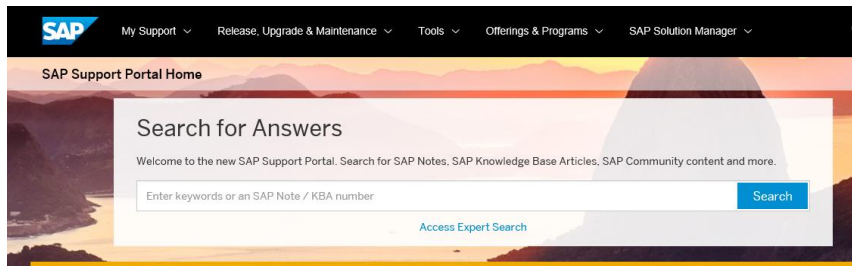 SAP
My Support Release, Upgrade & Maintenance Tools Offerings & Programs SAP Solution Manager
SAP Support Portal Home
Search for Answers
Welcome to the new SAP Support Portal. Search for SAP Notes, SAP Knowledge Base Articles, SAP Community content and more.
Enter keywords or an SAP Note / KBA number Search
Access Expert Search